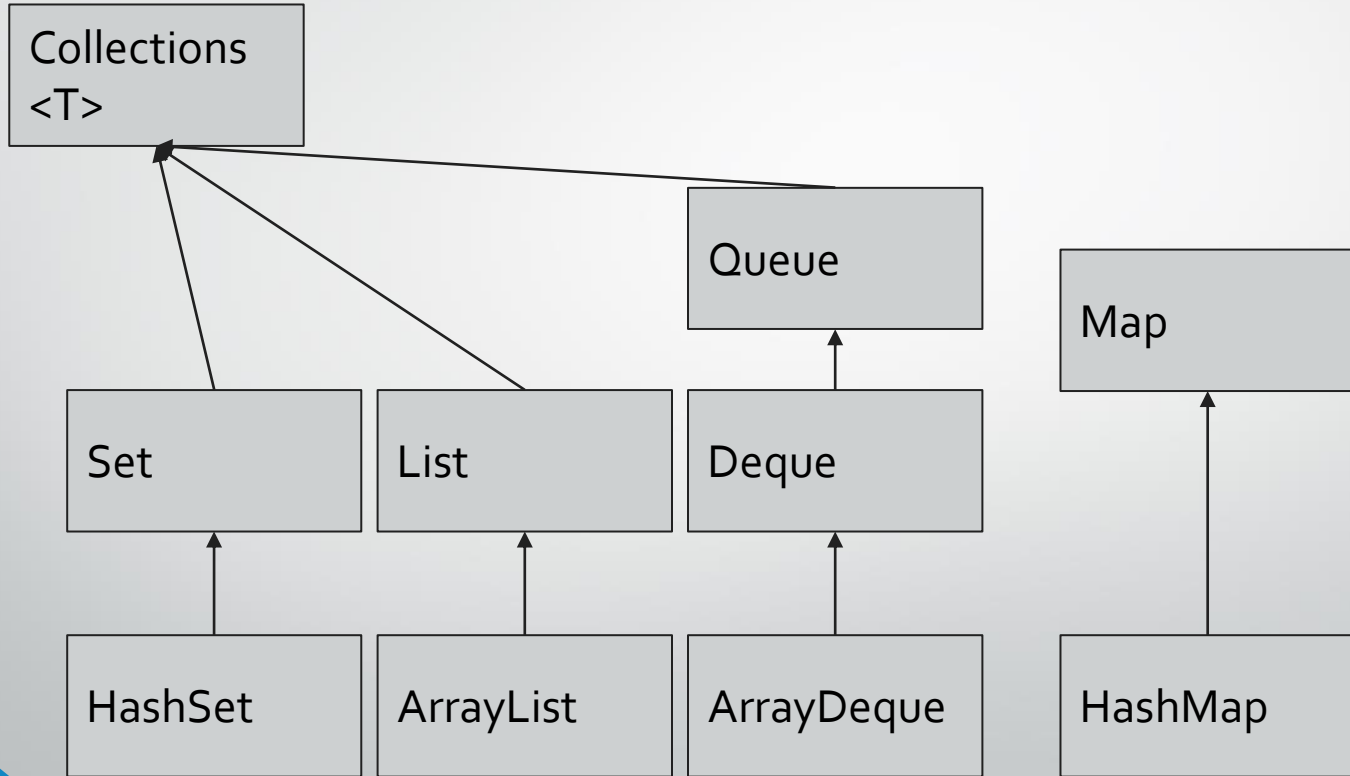 Collections
<T>
Queue
Map
Set
List
Deque
HashSet
ArrayList
ArrayDeque
HashMap